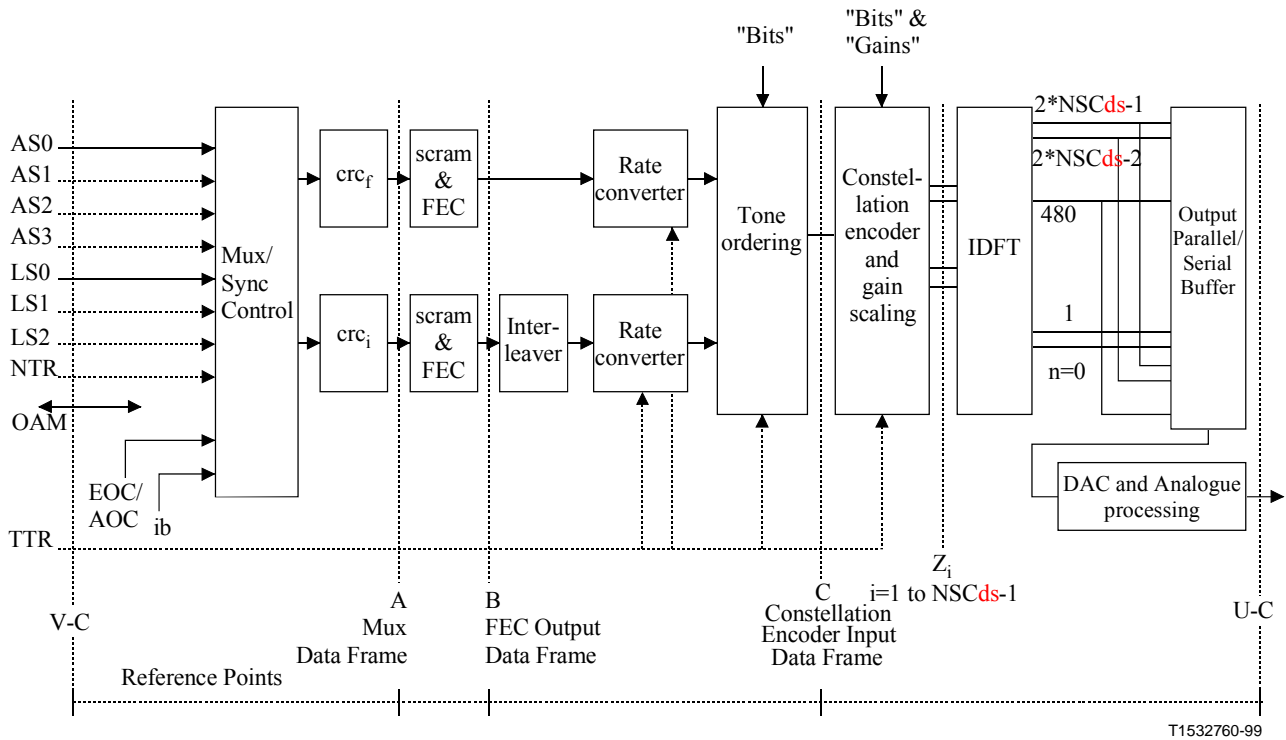 "Bits"
"Bits" &
"Gains"
AS0
AS1
AS2
AS3
LS0
LS1
LS2
NTR
OAM
EOC/
AOC
ib
TTR
Mux/
Sync
Control
crcf
scram
&
FEC
Rate
converter
crci
scram
&
FEC
Inter-
leaver
Rate
converter
Tone
ordering
Constel-
lation
encoder
and
gain
scaling
IDFT
2*NSCds-1
2*NSCds-2
480
1
n=0
Output
Parallel/
Serial
Buffer
DAC and Analogue
processing
V-C
A
Mux
Data Frame
B
FEC Output
Data Frame
C
Constellation
Encoder Input
Data Frame
Zi
i=1 to NSCds-1
U-C
Reference Points
T1532760-99